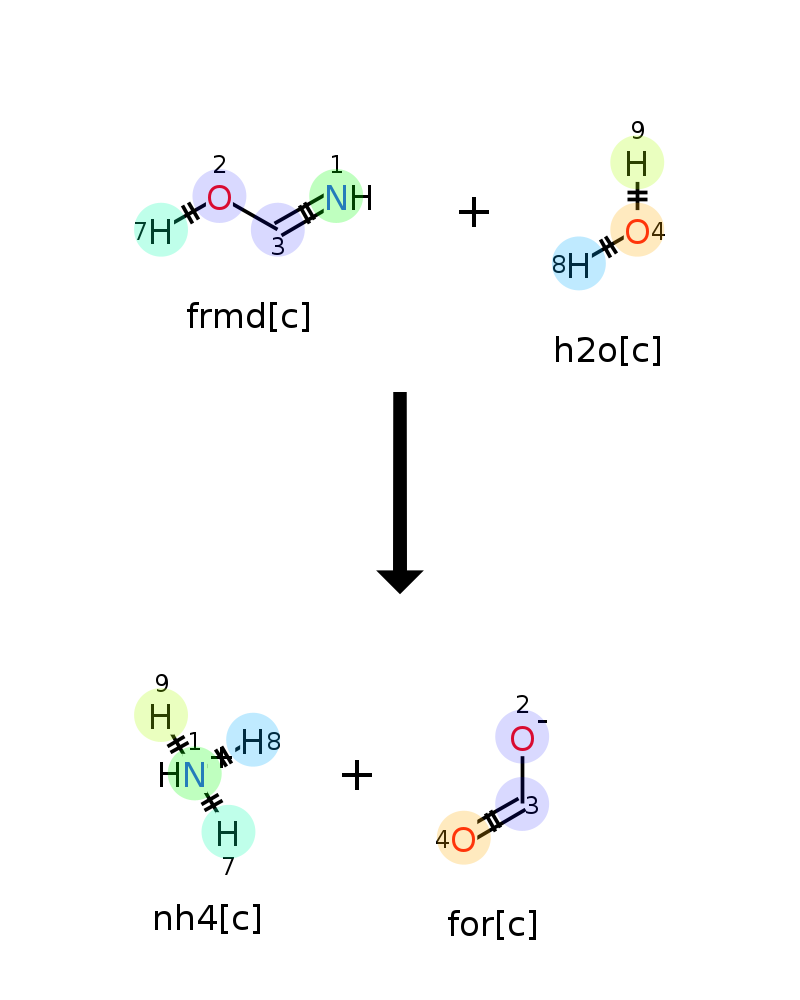 9
2 1
H
O NH +
7H O4
3 8H
frmd[c]
h2o[c]
9 2
H 1 -
H8 O
HN + 3
H 4O
7
nh4[c] for[c]